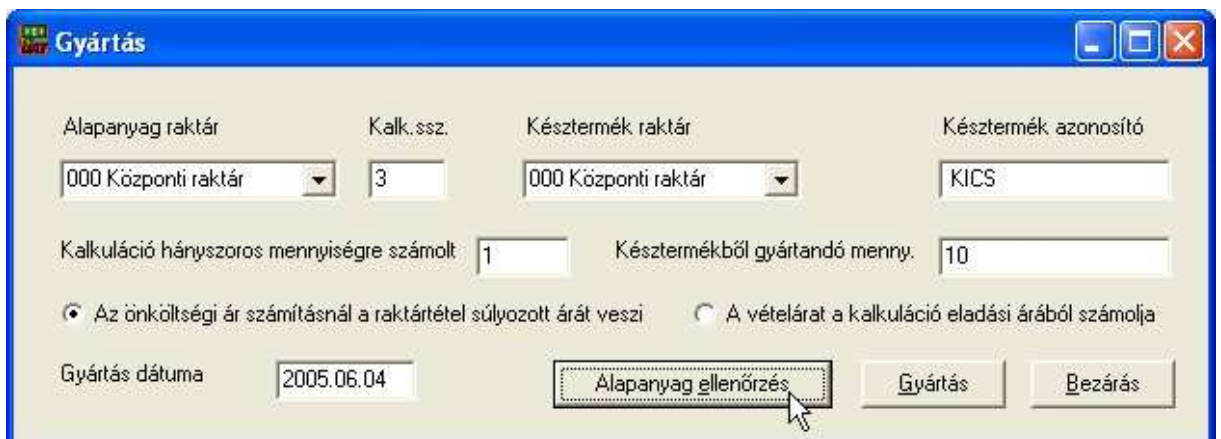 Gyártás
Alapanyag raktár Kalk.ssz. Késztermék raktár Késztermék azonosító
000 Központi raktár 3 000 Központi raktár KICS
Kalkuláció hányszoros mennyiségre számolt 1 Késztermékből gyártandó menny. 10
Az önköltségi ár számításnál a raktártétel súlyozott árát veszi A vételárat a kalkuláció eladási árából számolja
Gyártás dátuma 2005.06.04 Alapanyag ellenőrzés Gyártás Bezárás